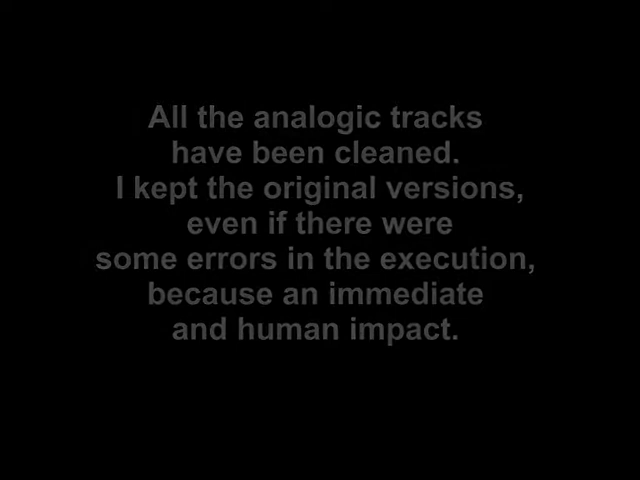 All the analogic tracks
have been cleaned.
I kept the original versions,
even if there were
some errors in the execution,
because an immediate
and human impact.